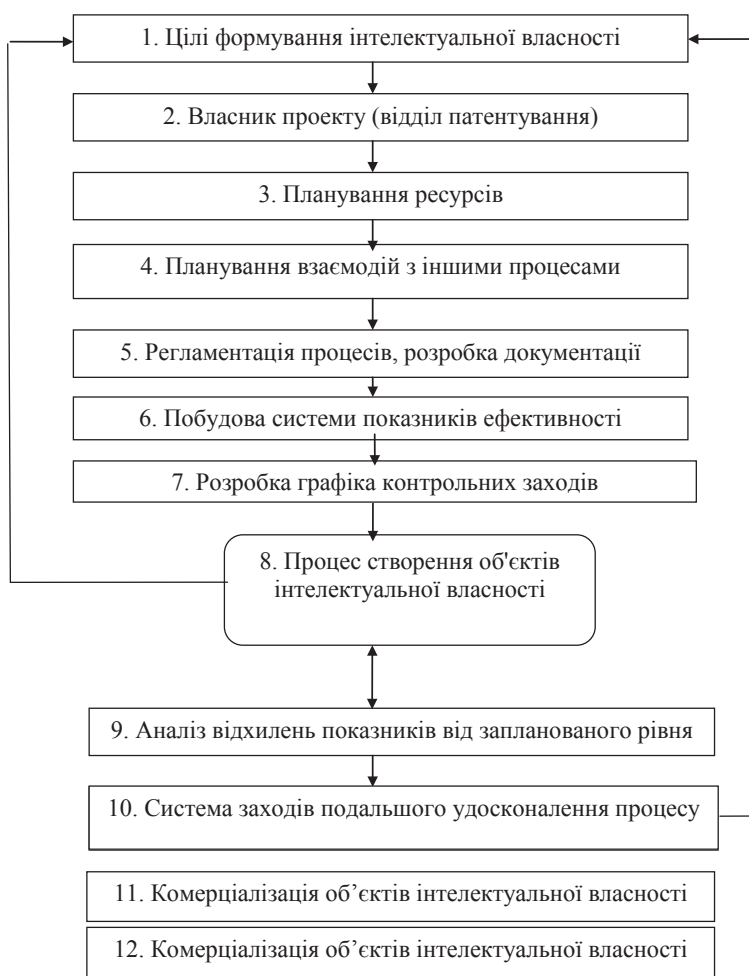 1. Цілі формування інтелектуальної власності
2. Власник проекту (відділ патентування)
3. Планування ресурсів
4. Планування взаємодій з іншими процесами
5. Регламентація процесів, розробка документації
6. Побудова системи показників ефективності
7. Розробка графіка контрольних заходів
8. Процес створення об'єктів
інтелектуальної власності
9. Аналіз відхилень показників від запланованого рівня
10. Система заходів подальшого удосконалення процесу
11. Комерціалізація об’єктів інтелектуальної власності
12. Комерціалізація об’єктів інтелектуальної власності